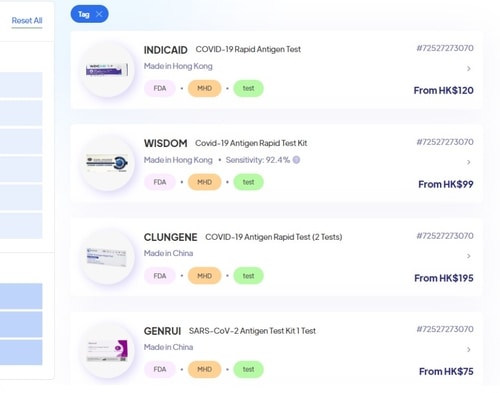 Reset All
Tag
INDICAID COVID-19 Rapid Antigen Test #72527273070
Made in Hong Kong
FDA • MHD • test From HK$120
WISDOM Covid-19 Antigen Rapid Test Kit #72527273070
Made in Hong Kong • Sensitivity: 92.4%
FDA • MHD • test From HK$99
CLUNGENE COVID-19 Antigen Rapid Test (2 Tests) #72527273070
Made in China
FDA • MHD • test From HK$195
GENRUI SARS-CoV-2 Antigen Test Kit 1 Test #72527273070
Made in China
FDA • MHD • test From HK$75